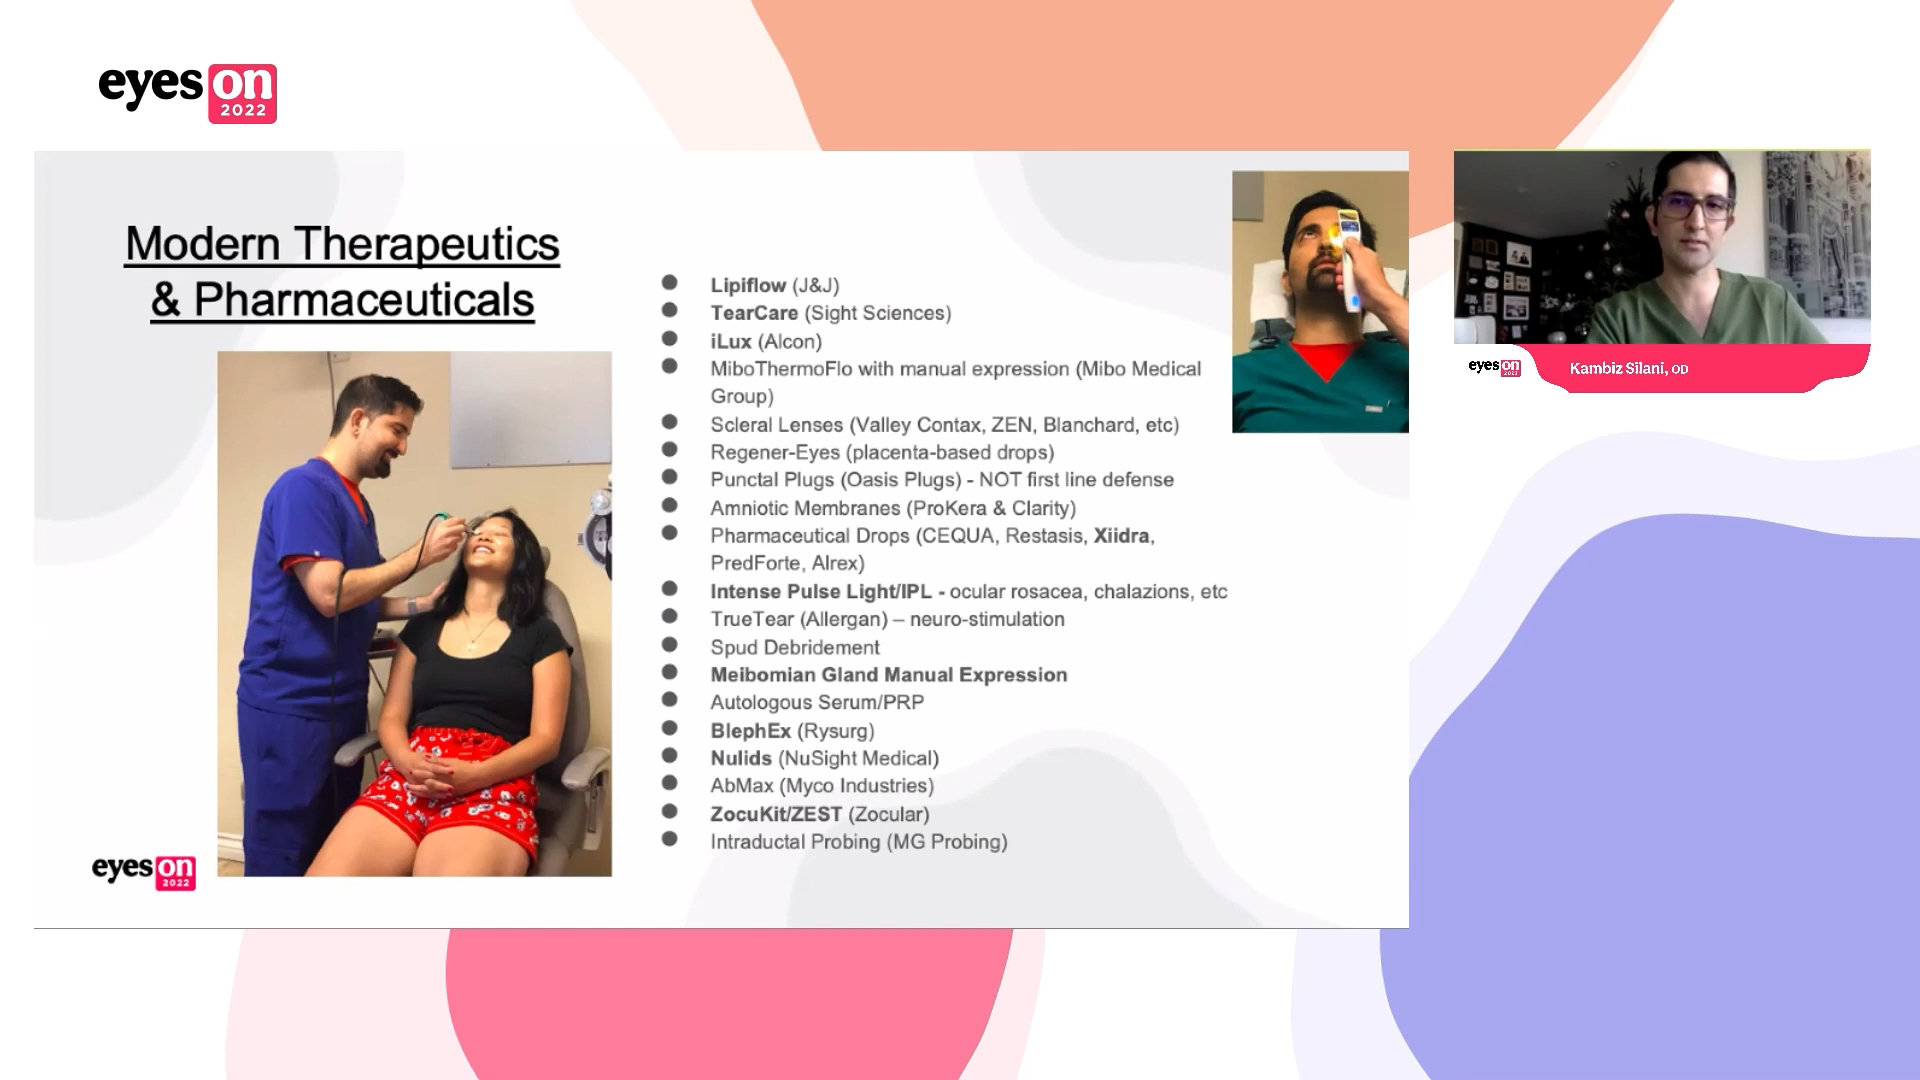 eyes on
2022
Modern Therapeutics
& Pharmaceuticals
● Lipiflow (J&J)
● TearCare (Sight Sciences)
● iLux (Alcon)
● MiboThermoFlo with manual expression (Mibo Medical
Group)
● Scleral Lenses (Valley Contax, ZEN, Blanchard, etc)
● Regener-Eyes (placenta-based drops)
● Punctal Plugs (Oasis Plugs) - NOT first line defense
● Amniotic Membranes (ProKera & Clarity)
● Pharmaceutical Drops (CEQUA, Restasis, Xiidra,
PredForte, Alrex)
● Intense Pulse Light/IPL - ocular rosacea, chalazions, etc
● TrueTear (Allergan) – neuro-stimulation
● Spud Debridement
● Meibomian Gland Manual Expression
● Autologous Serum/PRP
● BlephEx (Rysurg)
● Nulids (NuSight Medical)
● AbMax (Myco Industries)
● ZocuKit/ZEST (Zocular)
● Intraductal Probing (MG Probing)
eyes on
2022
eyes on
2022
Kambiz Silani, OD